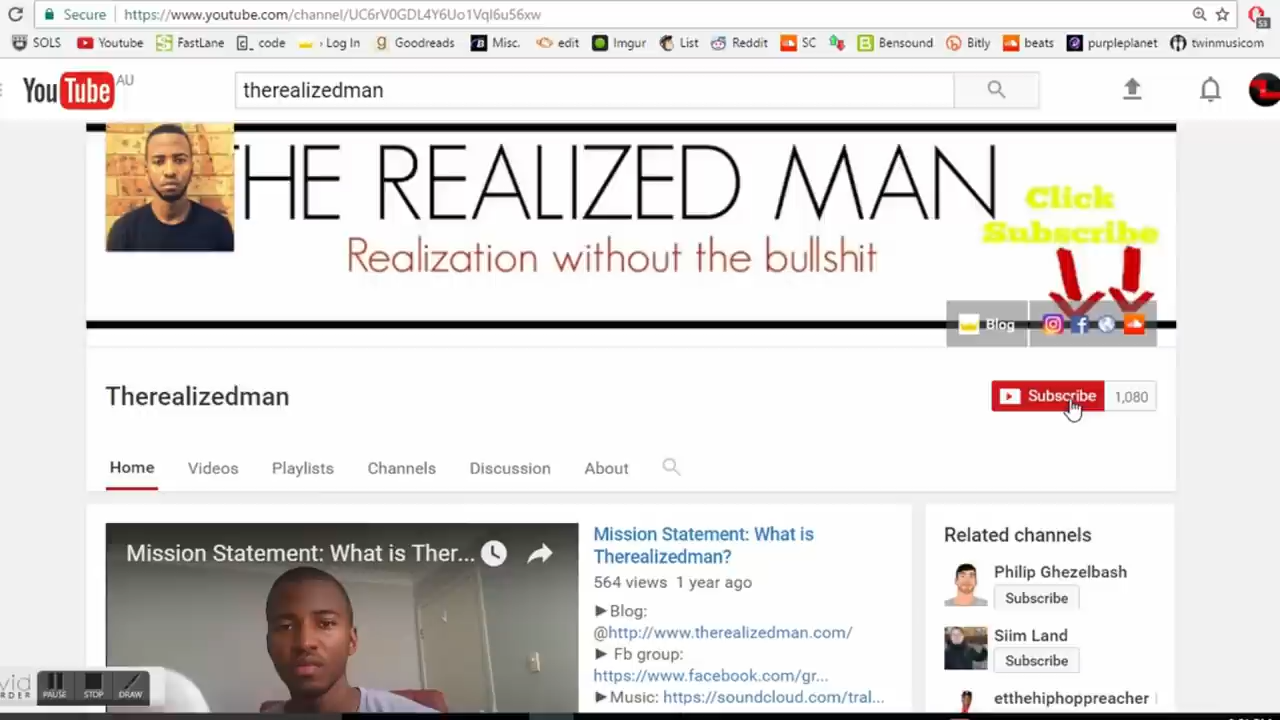 Secure https://www.youtube.com/channel/UC6rV0GDL4Y6Uo1Vql6u56xw
53
SOLS Youtube FastLane code Log In Goodreads Misc. edit Imgur List Reddit SC Bensound Bitly beats purpleplanet twinmusicom
YouTube AU
therealizedman
THE REALIZED MAN
Click
Subscribe
Realization without the bullshit
Blog
Therealizedman
Subscribe 1,080
Home Videos Playlists Channels Discussion About
Mission Statement: What is Ther...
Mission Statement: What is
Therealizedman?
564 views 1 year ago
►Blog:
@http://www.therealizedman.com/
► Fb group:
https://www.facebook.com/gr...
►Music: https://soundcloud.com/tral...
Related channels
Philip Ghezelbash
Subscribe
Siim Land
Subscribe
etthehiphoppreacher
PAUSE STOP DRAW